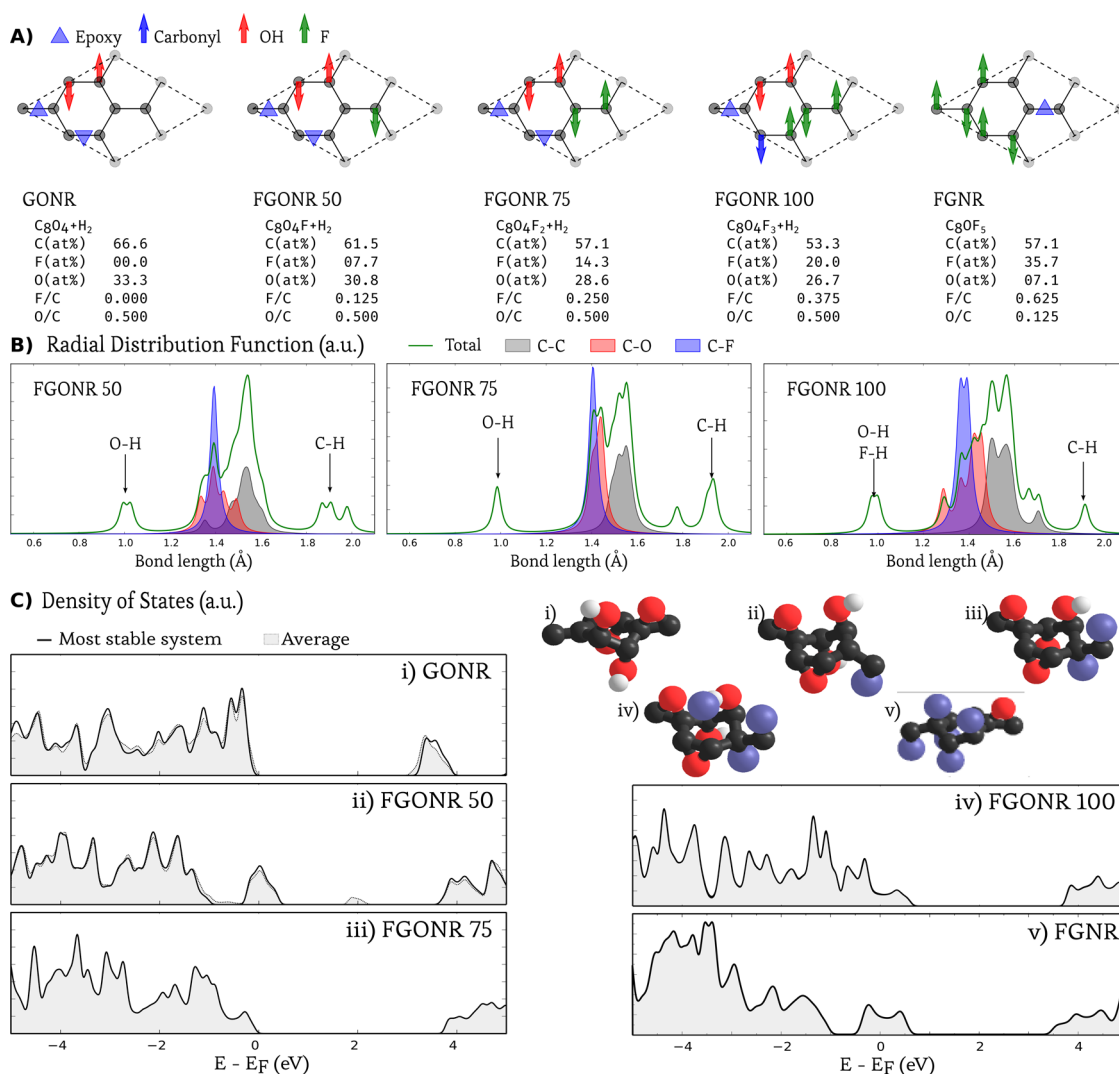 A)
Epoxy Carbonyl OH F
GONR FGONR 50 FGONR 75 FGONR 100 FGNR
C₈O₄+H₂ C₈O₄F+H₂ C₈O₄F₂+H₂ C₈O₄F₃+H₂ C₈OF₅
C(at%) 66.6 C(at%) 61.5 C(at%) 57.1 C(at%) 53.3 C(at%) 57.1
F(at%) 00.0 F(at%) 07.7 F(at%) 14.3 F(at%) 20.0 F(at%) 35.7
O(at%) 33.3 O(at%) 30.8 O(at%) 28.6 O(at%) 26.7 O(at%) 07.1
F/C 0.000 F/C 0.125 F/C 0.250 F/C 0.375 F/C 0.625
O/C 0.500 O/C 0.500 O/C 0.500 O/C 0.500 O/C 0.125
B) Radial Distribution Function (a.u.) Total C-C C-O C-F
FGONR 50
O-H
C-H
0.6 0.8 1.0 1.2 1.4 1.6 1.8 2.0
Bond length (Å)
FGONR 75
O-H
C-H
0.6 0.8 1.0 1.2 1.4 1.6 1.8 2.0
Bond length (Å)
FGONR 100
O-H
F-H
C-H
0.6 0.8 1.0 1.2 1.4 1.6 1.8 2.0
Bond length (Å)
C) Density of States (a.u.)
Most stable system Average
i) ii) iii)
iv) v)
i) GONR
ii) FGONR 50
iii) FGONR 75
−4 −2 0 2 4
E - E_F (eV)
iv) FGONR 100
v) FGNR
−4 −2 0 2 4
E - E_F (eV)